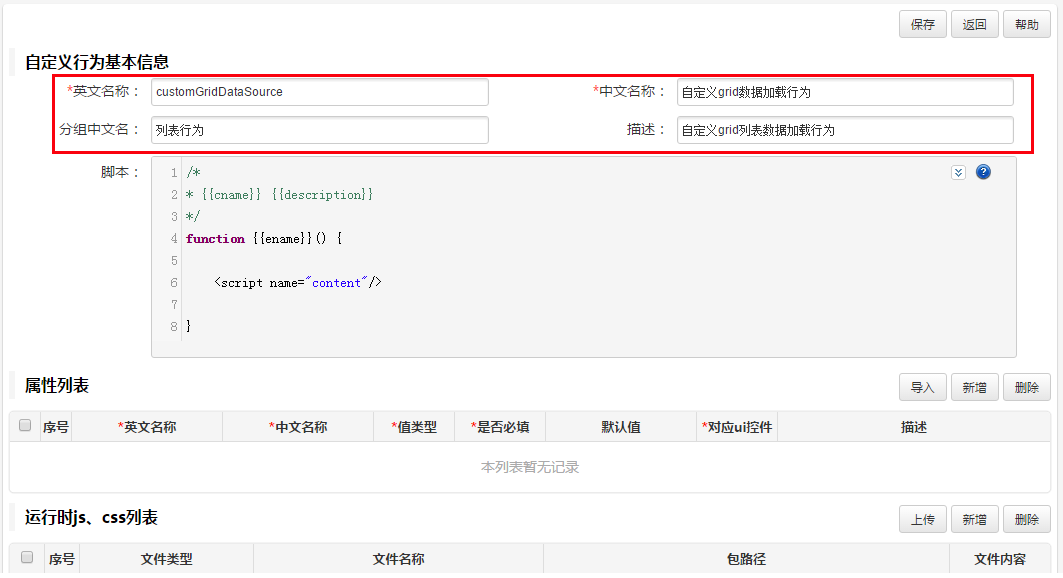 保存 返回 帮助
自定义行为基本信息
*英文名称： customGridDataSource *中文名称： 自定义grid数据加载行为
分组中文名： 列表行为 描述： 自定义grid列表数据加载行为
脚本： 1 /*
2 * {{cname}} {{description}}
3 */
4 function {{ename}}() {
5
6 <script name="content"/>
7
8 }
属性列表 导入 新增 删除
序号 *英文名称 *中文名称 *值类型 *是否必填 默认值 *对应ui控件 描述
本列表暂无记录
运行时js、css列表 上传 新增 删除
序号 文件类型 文件名称 包路径 文件内容